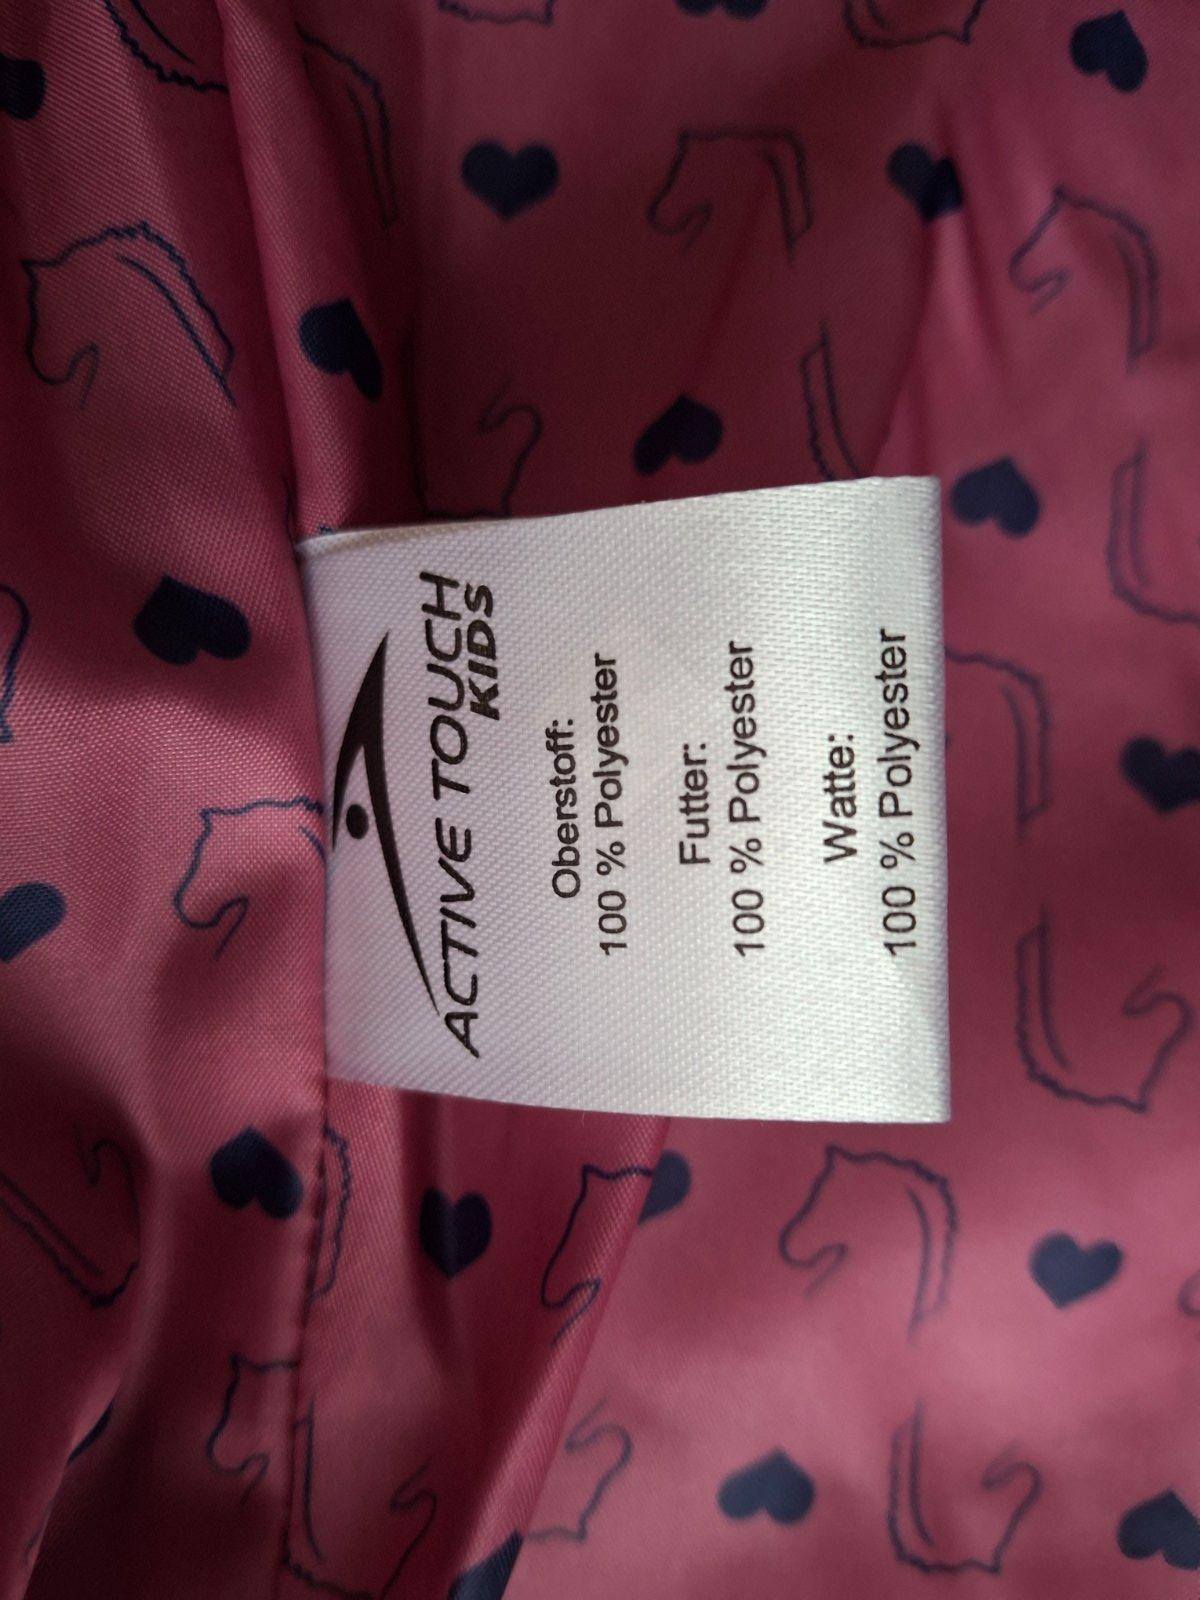 ACTIVE TOUCH
KIDS
Oberstoff:
100 % Polyester
Futter:
100 % Polyester
Watte:
100 % Polyester